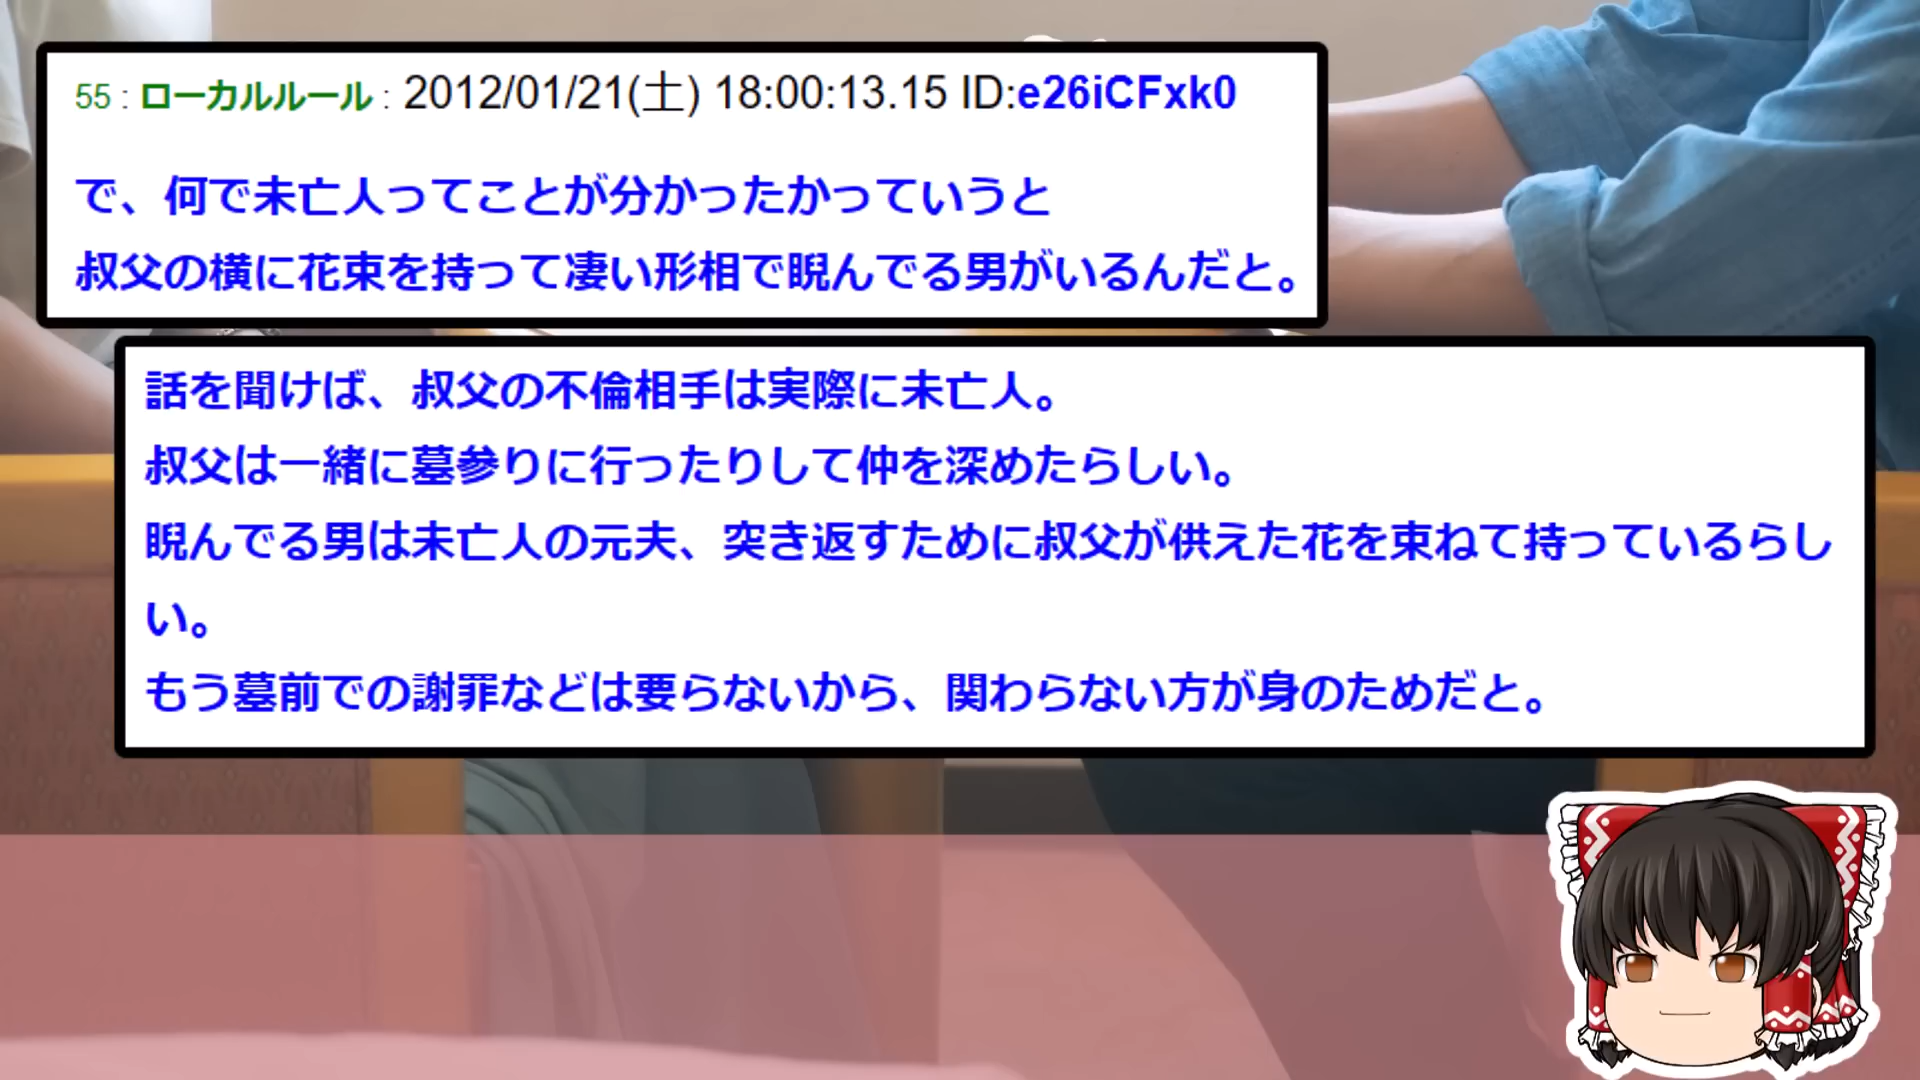 55 : ローカルルール : 2012/01/21(土) 18:00:13.15 ID:e26iCFxk0
で、何で未亡人ってことが分かったかっていうと
叔父の横に花束を持って凄い形相で睨んでる男がいるんだと。
話を聞けば、叔父の不倫相手は実際に未亡人。
叔父は一緒に墓参りに行ったりして仲を深めたらしい。
睨んでる男は未亡人の元夫、突き返すために叔父が供えた花を束ねて持っているらし
い。
もう墓前での謝罪などは要らないから、関わらない方が身のためだと。